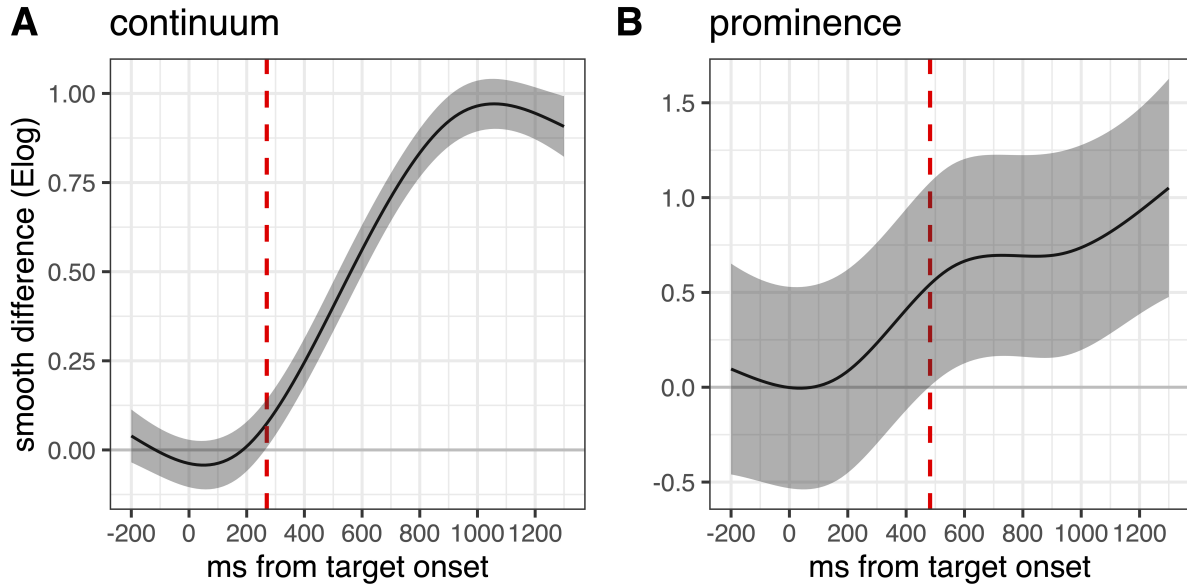 A continuum
B prominence
smooth difference (Elog)
1.00
0.75
0.50
0.25
0.00
-200 0 200 400 600 800 1000 1200
ms from target onset
1.5
1.0
0.5
0.0
-0.5
-200 0 200 400 600 800 1000 1200
ms from target onset